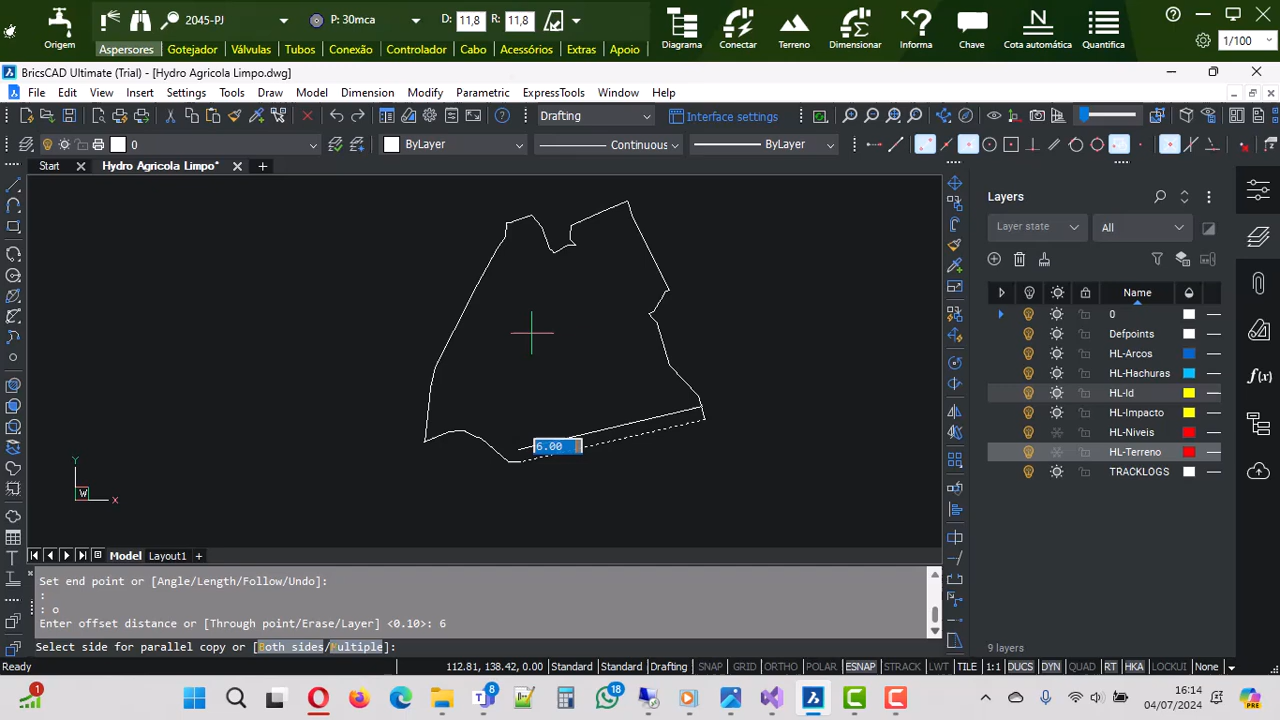 2045-PJ P: 30mca D: 11,8 R: 11,8
Origem Diagrama Conectar Terreno Dimensionar Informa Chave Cota automática Quantifica 1/100
Aspersores Gotejador Válvulas Tubos Conexão Controlador Cabo Acessórios Extras Apoio
BricsCAD Ultimate (Trial) - [Hydro Agricola Limpo.dwg]
File Edit View Insert Settings Tools Draw Model Dimension Modify Parametric ExpressTools Window Help
Drafting Interface settings
0 ByLayer Continuous ByLayer
Start Hydro Agricola Limpo*
Layers
Layer state All
Name
0
Defpoints
HL-Arcos
HL-Hachuras
HL-Id
HL-Impacto
HL-Niveis
HL-Terreno
TRACKLOGS
6.00
Y
W
X
Model Layout1
Set end point or [Angle/Length/Follow/Undo]:
:
: o
Enter offset distance or [Through point/Erase/Layer] <0.10>: 6
Select side for parallel copy or [Both sides/Multiple]:
9 layers
Ready 112.81, 138.42, 0.00 Standard Standard Drafting SNAP GRID ORTHO POLAR ESNAP STRACK LWT TILE 1:1 DUCS DYN QUAD RT HKA LOCKUI None
1 8 18 16:14
04/07/2024 PRE